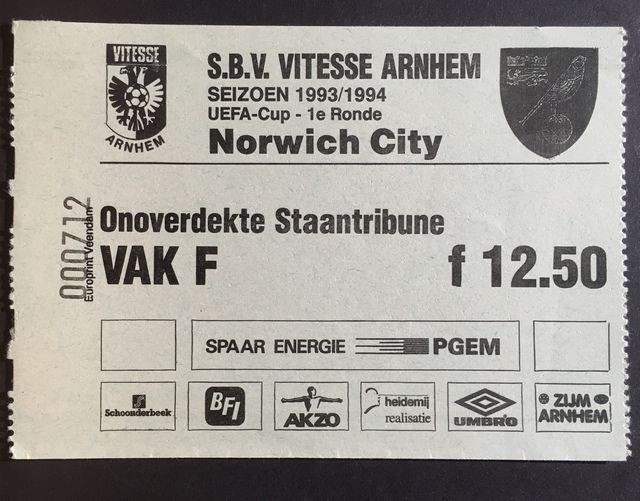 VITESSE
ARNHEM
S.B.V. VITESSE ARNHEM
SEIZOEN 1993/1994
UEFA-Cup - 1e Ronde
Norwich City
000712
Europrint Veendam
Onoverdekte Staantribune
VAK F
f 12.50
SPAAR ENERGIE PGEM
Schoonderbeek
BFI
AKZO
heidemij
realisatie
UMBRO
ZIJM
ARNHEM